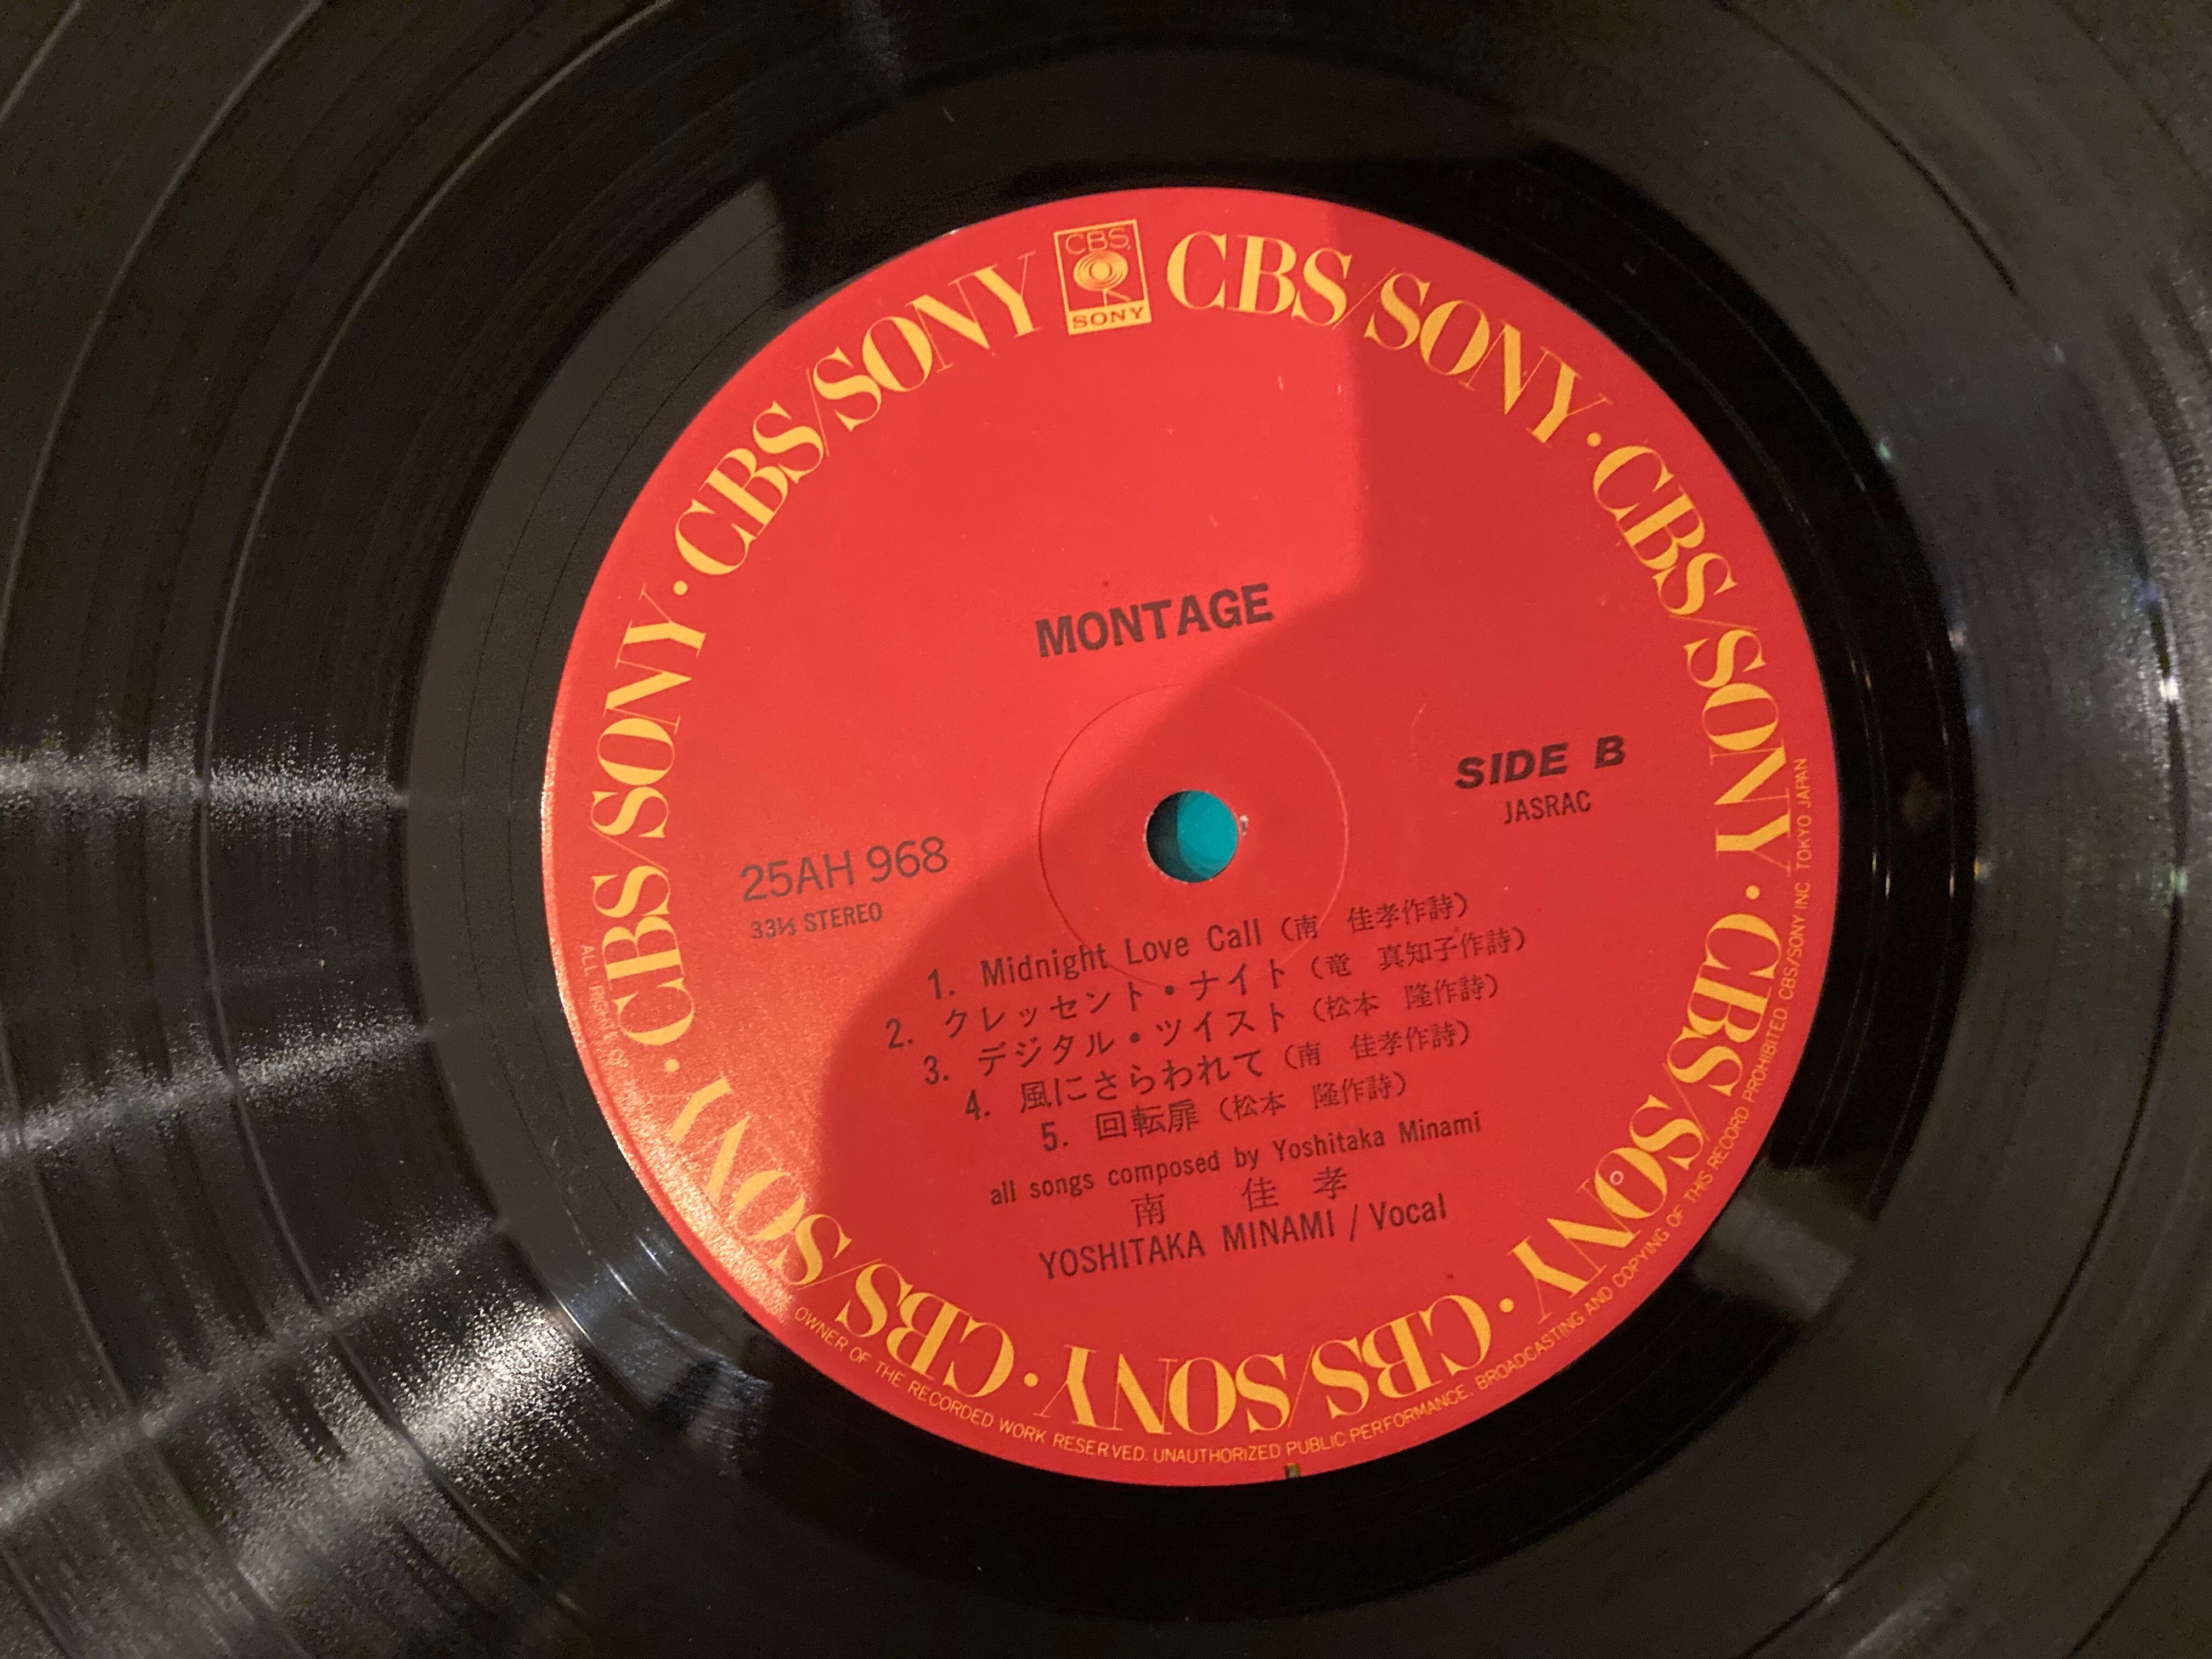 CBS
SONY
CBS/SONY · CBS/SONY · CBS/SONY · CBS/SONY · CBS/SONY · CBS/SONY · CBS/SONY · CBS/SONY
MONTAGE
SIDE B
JASRAC
25AH 968
33⅓ STEREO
1. Midnight Love Call (南 佳孝作詩)
2. クレッセント・ナイト (竜 真知子作詩)
3. デジタル・ツイスト (松本 隆作詩)
4. 風にさらわれて (南 佳孝作詩)
5. 回転扉 (松本 隆作詩)
all songs composed by Yoshitaka Minami
南 佳 孝
YOSHITAKA MINAMI / Vocal
ALL RIGHTS OF OWNER OF THE RECORDED WORK RESERVED. UNAUTHORIZED PUBLIC PERFORMANCE. BROADCASTING AND COPYING OF THIS RECORD PROHIBITED CBS/SONY INC TOKYO JAPAN